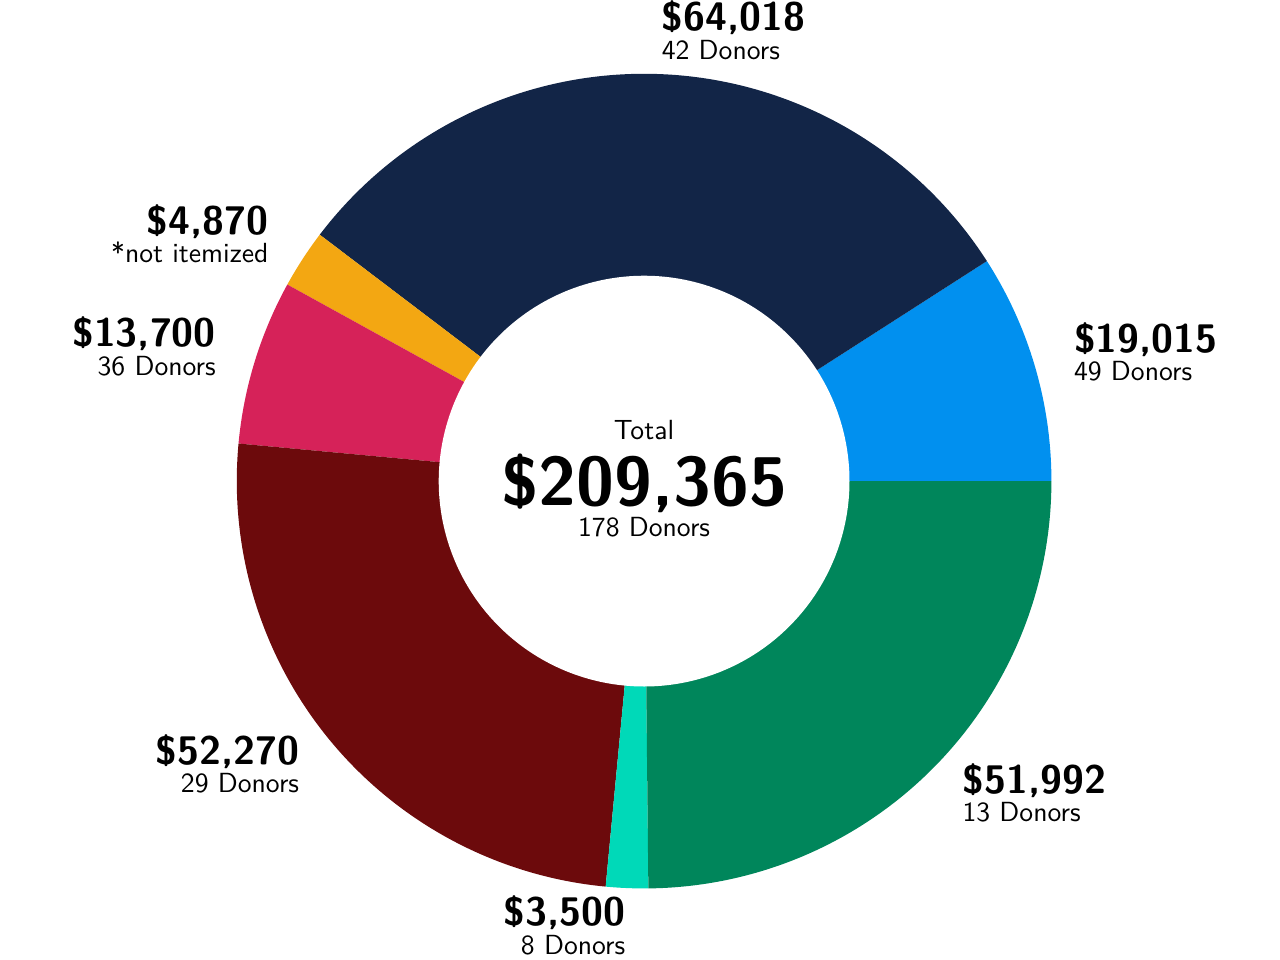 $64,018
42 Donors
$4,870
*not itemized
$13,700
36 Donors
$19,015
49 Donors
Total
$209,365
178 Donors
$52,270
29 Donors
$51,992
13 Donors
$3,500
8 Donors